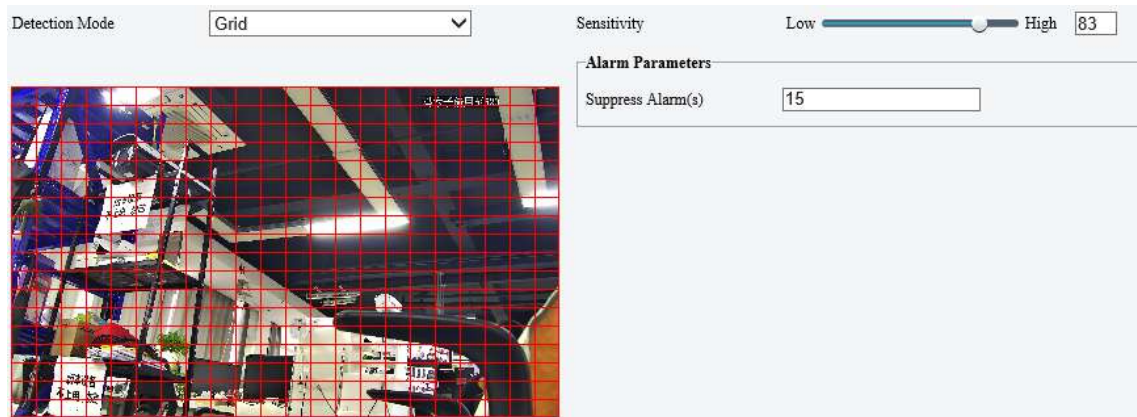 Detection Mode
Grid
Sensitivity
Low
High
83
Alarm Parameters
Suppress Alarm(s)
15